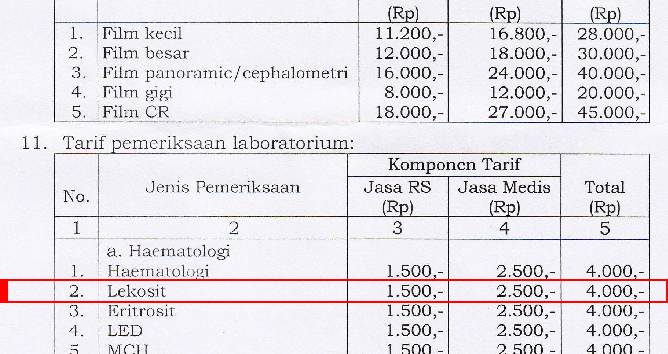 (Rp) (Rp) (Rp)
1. Film kecil 11.200,- 16.800,- 28.000,-
2. Film besar 12.000,- 18.000,- 30.000,-
3. Film panoramic/cephalometri 16.000,- 24.000,- 40.000,-
4. Film gigi 8.000,- 12.000,- 20.000,-
5. Film CR 18.000,- 27.000,- 45.000,-
11. Tarif pemeriksaan laboratorium:
No. Jenis Pemeriksaan Komponen Tarif
Jasa RS Jasa Medis Total
(Rp) (Rp) (Rp)
1 2 3 4 5
a. Haematologi
1. Haematologi 1.500,- 2.500,- 4.000,-
2. Lekosit 1.500,- 2.500,- 4.000,-
3. Eritrosit 1.500,- 2.500,- 4.000,-
4. LED 1.500,- 2.500,- 4.000,-
5. MCH 1.500,- 2.500,- 4.000,-